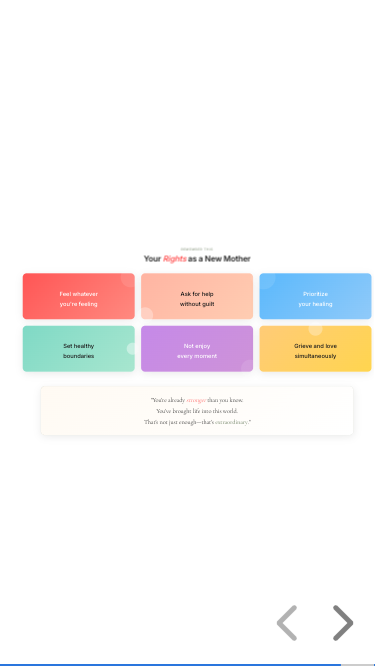 Your Rights as a New Mother
Feel whatever
you're feeling
Ask for help
without guilt
Prioritize
your healing
Set healthy
boundaries
Not enjoy
every moment
Grieve and love
simultaneously
"You're already stronger than you know.
You've brought life into this world.
That's not just enough—that's extraordinary."